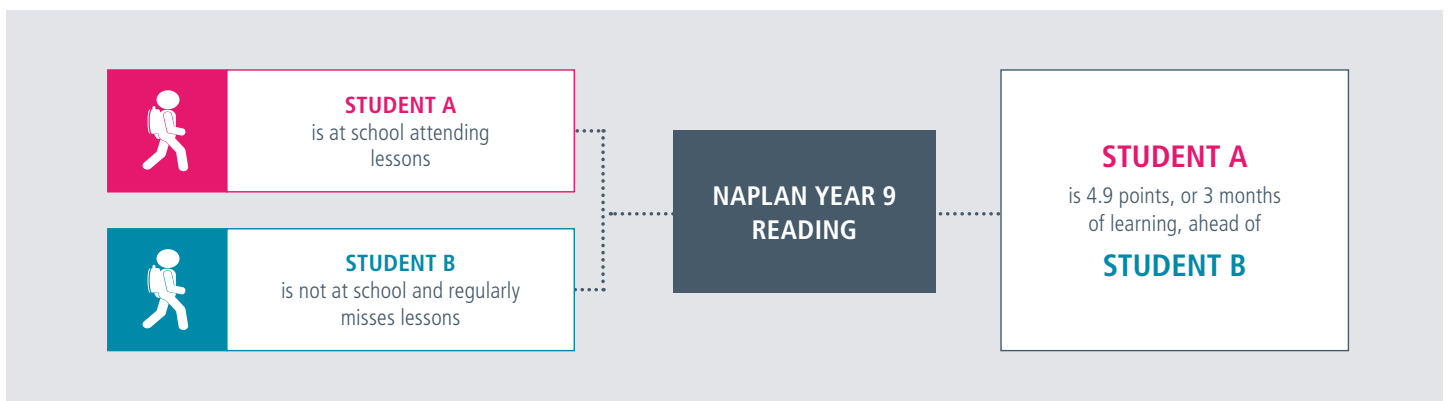 STUDENT A
is at school attending
lessons
STUDENT B
is not at school and regularly
misses lessons
NAPLAN YEAR 9
READING
STUDENT A
is 4.9 points, or 3 months
of learning, ahead of
STUDENT B